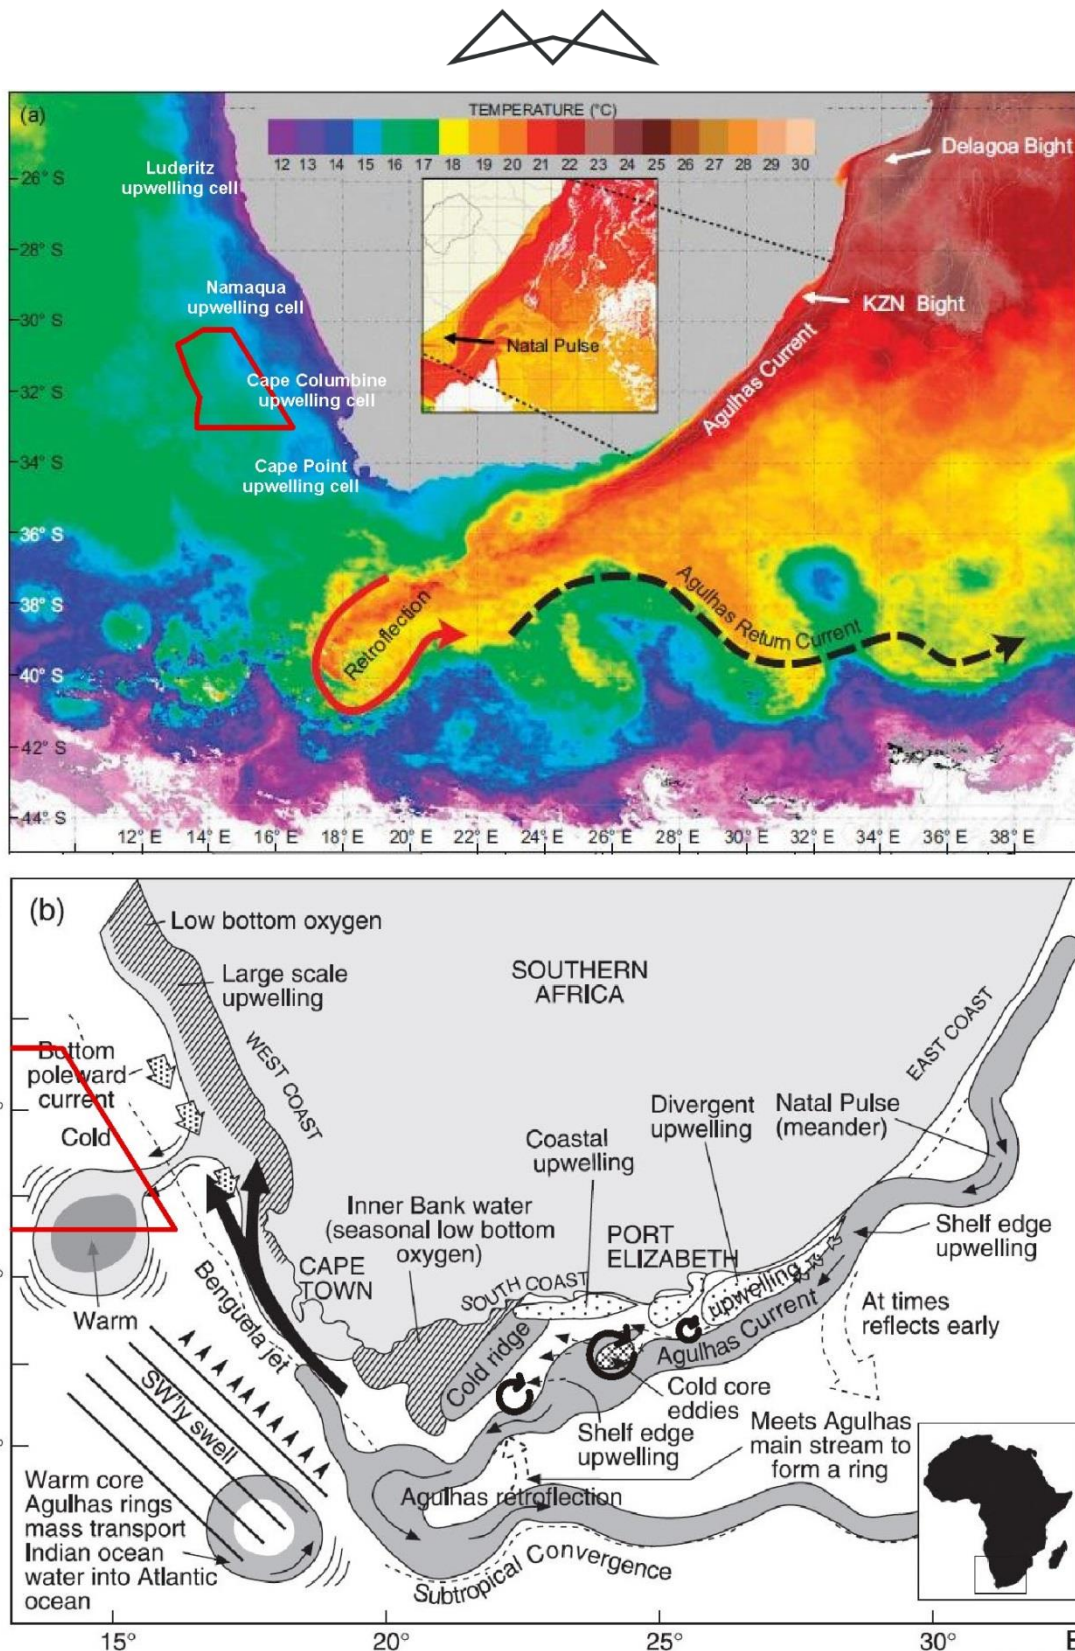 (a)
TEMPERATURE (°C)
12 13 14 15 16 17 18 19 20 21 22 23 24 25 26 27 28 29 30
Delagoa Bight
Luderitz
upwelling cell
26° S
28° S
Namaqua
upwelling cell
KZN Bight
30° S
Natal Pulse
Agulhas Current
32° S
Cape Columbine
upwelling cell
34° S
Cape Point
upwelling cell
36° S
38° S
Retroflection
Agulhas Return Current
40° S
42° S
44° S
12° E 14° E 16° E 18° E 20° E 22° E 24° E 26° E 28° E 30° E 32° E 34° E 36° E 38° E
(b)
Low bottom oxygen
Large scale
upwelling
SOUTHERN
AFRICA
WEST COAST
EAST COAST
Bottom
poleward
current
Cold
Divergent
upwelling
Natal Pulse
(meander)
Coastal
upwelling
Inner Bank water
(seasonal low bottom
oxygen)
PORT
ELIZABETH
Shelf edge
upwelling
CAPE
TOWN
SOUTH COAST
upwelling
Warm
Benguela jet
Agulhas Current
At times
reflects early
Cold ridge
Cold core
eddies
SW'ly swell
Shelf edge
upwelling
Meets Agulhas
main stream to
form a ring
Warm core
Agulhas rings
mass transport
Indian ocean
water into Atlantic
ocean
Agulhas retroflection
Subtropical Convergence
15° 20° 25° 30° E